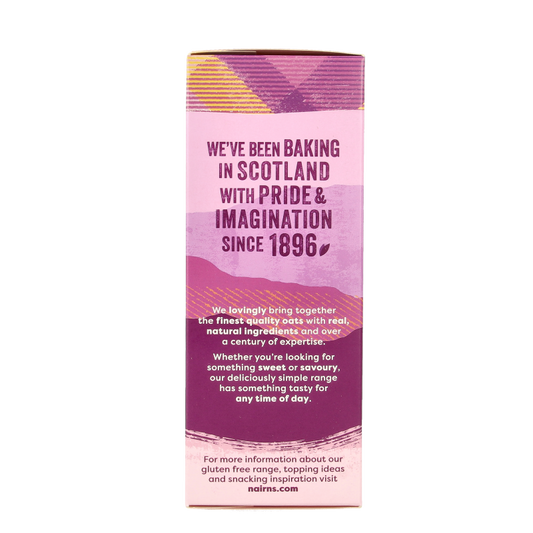 WE'VE BEEN BAKING
IN SCOTLAND
WITH PRIDE &
IMAGINATION
SINCE 1896
We lovingly bring together
the finest quality oats with real,
natural ingredients and over
a century of expertise.
Whether you're looking for
something sweet or savoury,
our deliciously simple range
has something tasty for
any time of day.
For more information about our
gluten free range, topping ideas
and snacking inspiration visit
nairns.com